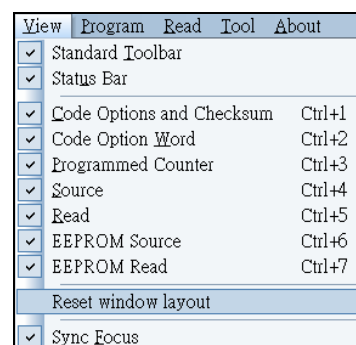 View Program Read Tool About
Standard Toolbar
Status Bar
Code Options and Checksum Ctrl+1
Code Option Word Ctrl+2
Programmed Counter Ctrl+3
Source Ctrl+4
Read Ctrl+5
EEPROM Source Ctrl+6
EEPROM Read Ctrl+7
Reset window layout
Sync Focus